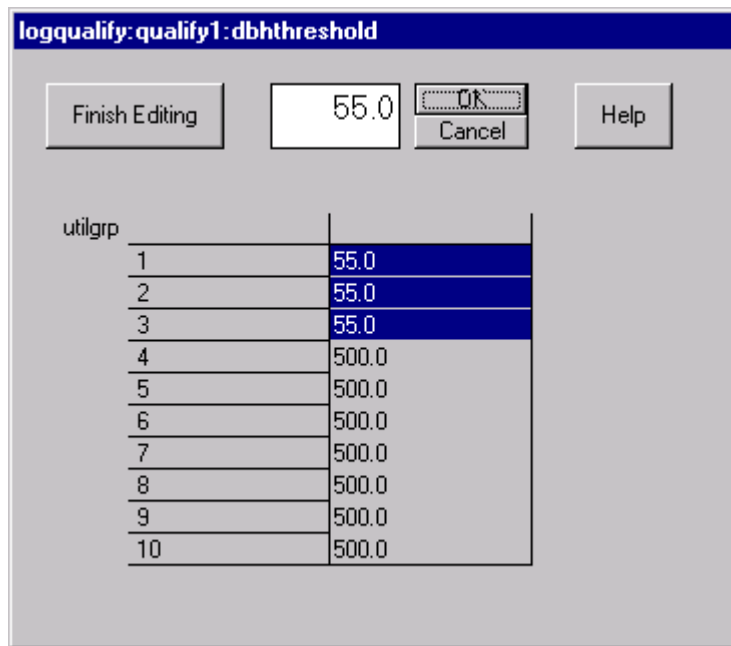 logqualify:qualify1:dbhthreshold
Finish Editing 55.0 OK Help
Cancel
utilgrp
1 55.0
2 55.0
3 55.0
4 500.0
5 500.0
6 500.0
7 500.0
8 500.0
9 500.0
10 500.0